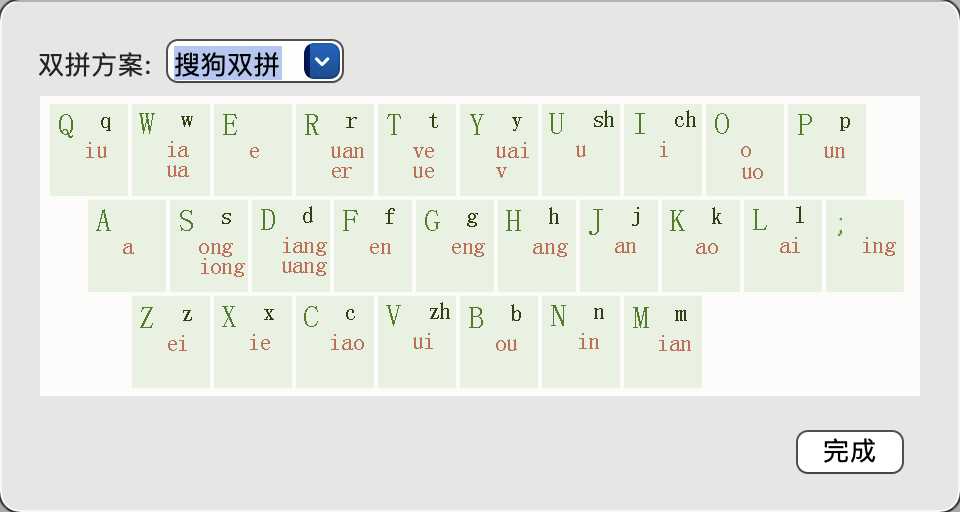 双拼方案: 搜狗双拼
Q q W w E R r T t Y y U sh I ch O P p
iu ia e uan ve uai u i o un
ua er ue v uo
A S s D d F f G g H h J j K k L l ;
a ong iang en eng ang an ao ai ing
iong uang
Z z X x C c V zh B b N n M m
ei ie iao ui ou in ian
完成